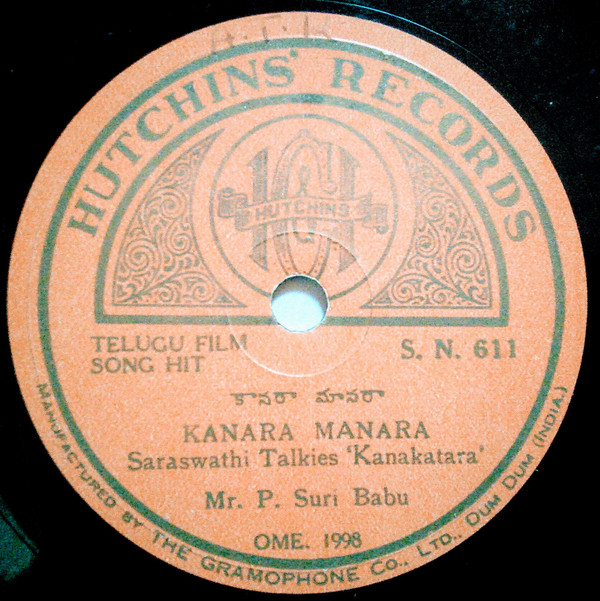 HUTCHINS' RECORDS
HUTCHINS
TELUGU FILM
SONG HIT
S. N. 611
కానరా మానరా
KANARA MANARA
Saraswathi Talkies 'Kanakatara'
Mr. P. Suri Babu
OME. 1998
MANUFACTURED BY THE GRAMOPHONE CO., LTD., DUM DUM (INDIA.)